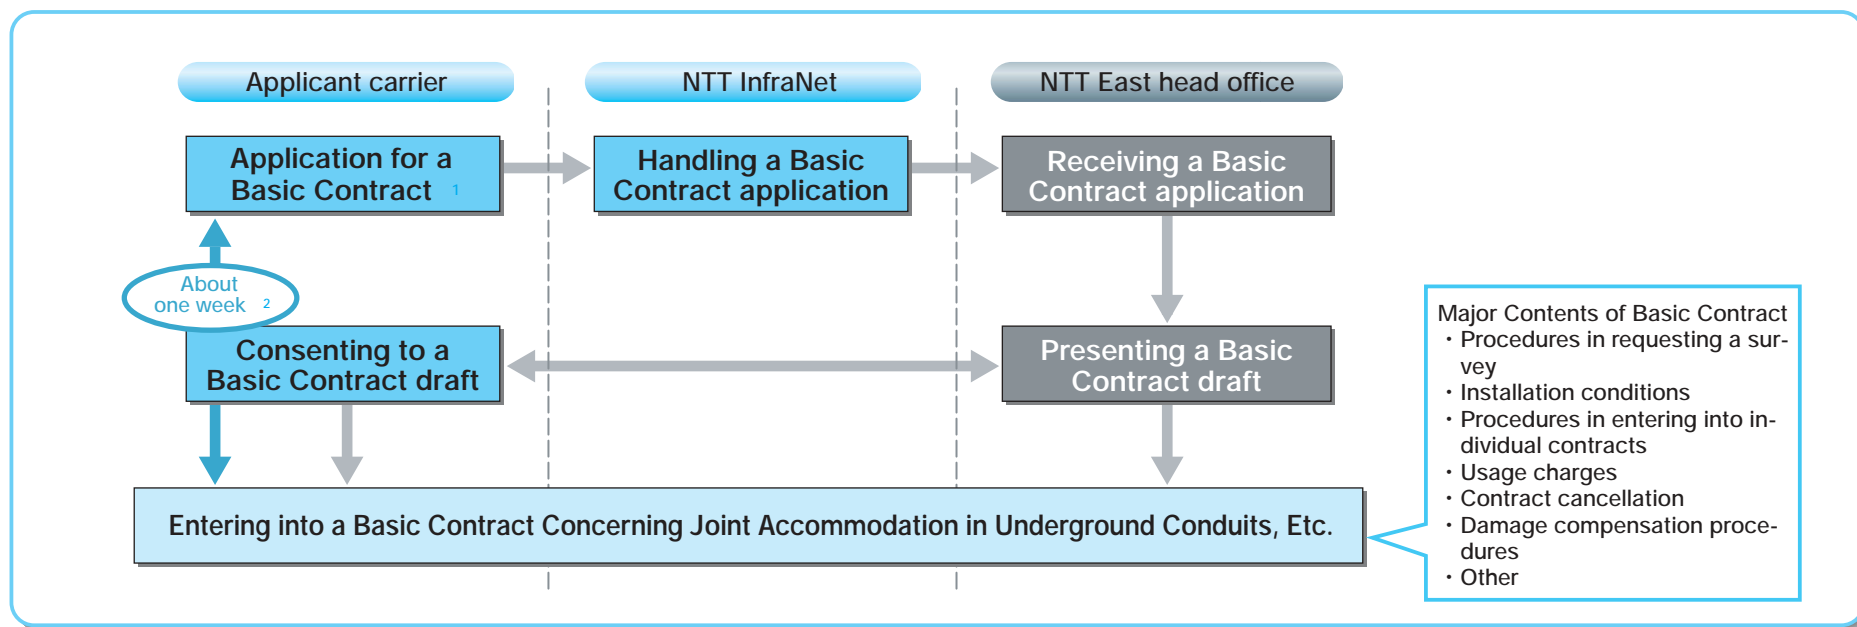 Applicant carrier
NTT InfraNet
NTT East head office
Application for a
Basic Contract 1
Handling a Basic
Contract application
Receiving a Basic
Contract application
About
one week 2
Consenting to a
Basic Contract draft
Presenting a Basic
Contract draft
Entering into a Basic Contract Concerning Joint Accommodation in Underground Conduits, Etc.
Major Contents of Basic Contract
・Procedures in requesting a sur-
vey
・Installation conditions
・Procedures in entering into in-
dividual contracts
・Usage charges
・Contract cancellation
・Damage compensation proce-
dures
・Other